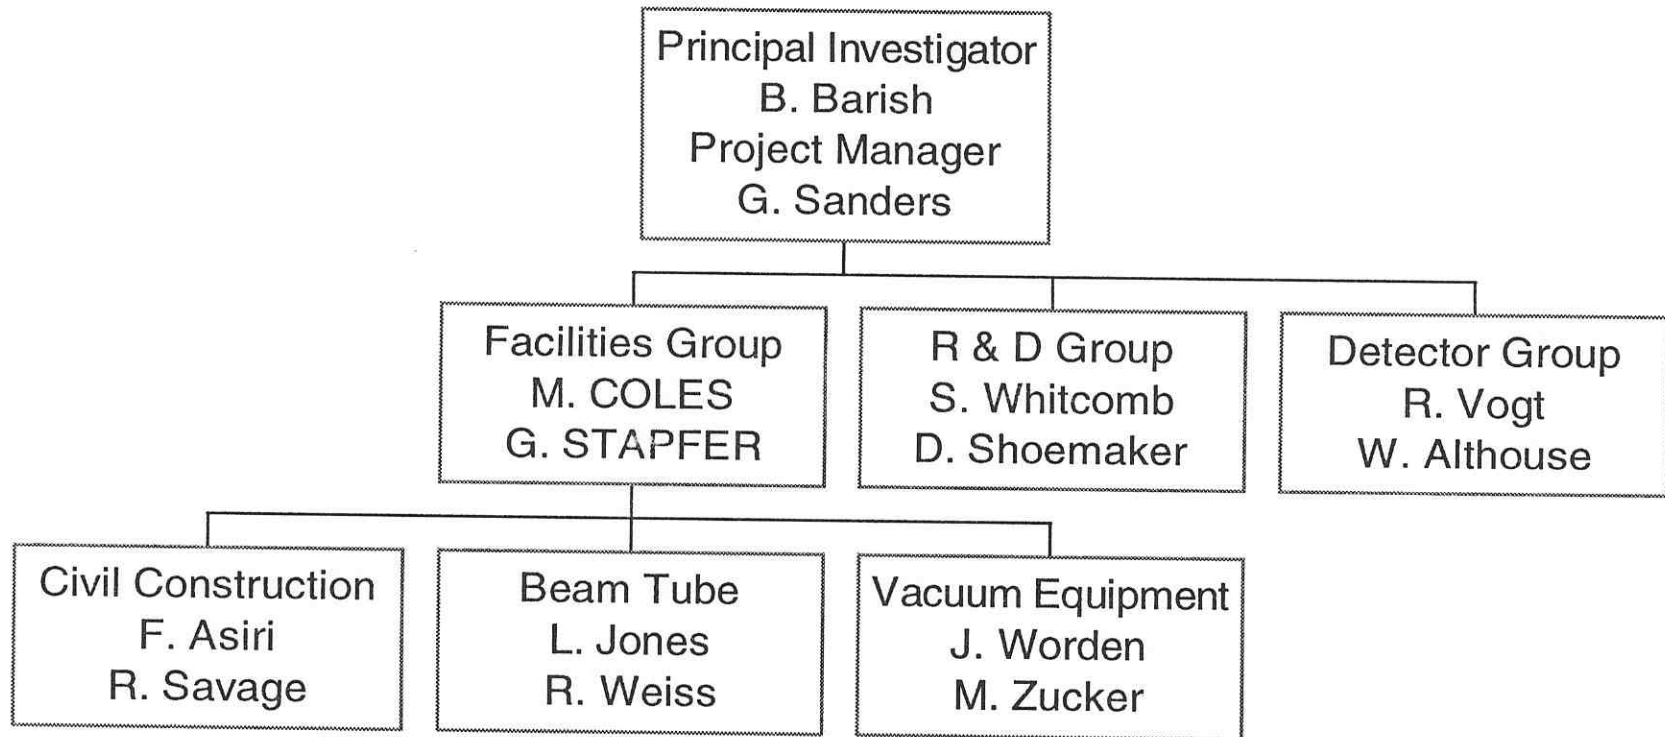 Principal Investigator
B. Barish
Project Manager
G. Sanders
Facilities Group
M. COLES
G. STAPFER
R & D Group
S. Whitcomb
D. Shoemaker
Detector Group
R. Vogt
W. Althouse
Civil Construction
F. Asiri
R. Savage
Beam Tube
L. Jones
R. Weiss
Vacuum Equipment
J. Worden
M. Zucker